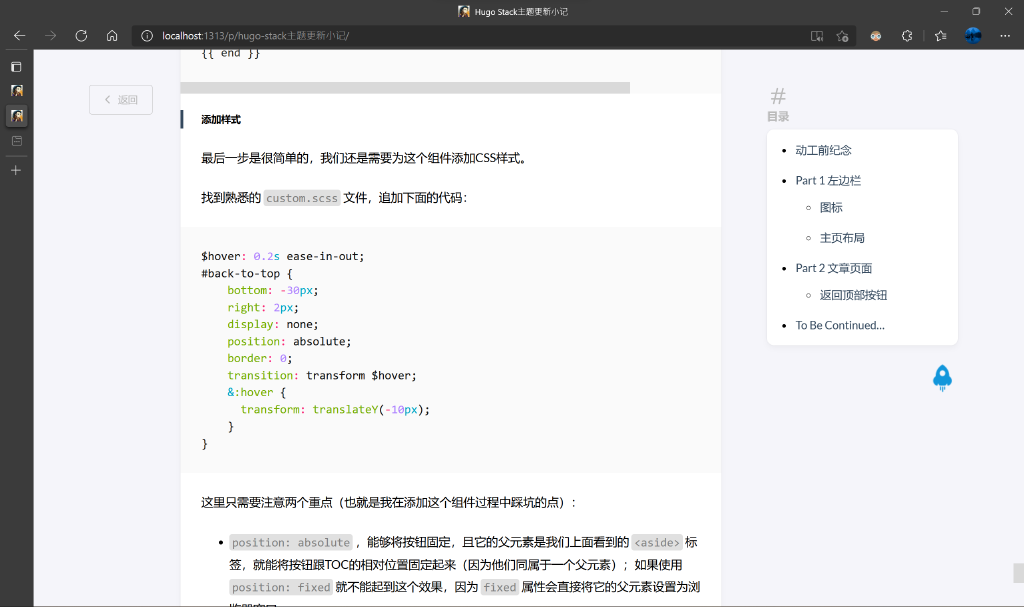 Hugo Stack主题更新小记
localhost:1313/p/hugo-stack主题更新小记/
{{ end }}
返回
添加样式
最后一步是很简单的，我们还是需要为这个组件添加CSS样式。
找到熟悉的 custom.scss 文件，追加下面的代码：
$hover: 0.2s ease-in-out;
#back-to-top {
    bottom: -30px;
    right: 2px;
    display: none;
    position: absolute;
    border: 0;
    transition: transform $hover;
    &:hover {
      transform: translateY(-10px);
    }
}
这里只需要注意两个重点（也就是我在添加这个组件过程中踩坑的点）：
• position: absolute ，能够将按钮固定，且它的父元素是我们上面看到的 <aside> 标
签，就能将按钮跟TOC的相对位置固定起来（因为他们同属于一个父元素）；如果使用
position: fixed 就不能起到这个效果，因为 fixed 属性会直接将它的父元素设置为浏
览器窗口
#
目录
• 动工前纪念
• Part 1 左边栏
◦ 图标
◦ 主页布局
• Part 2 文章页面
◦ 返回顶部按钮
• To Be Continued...